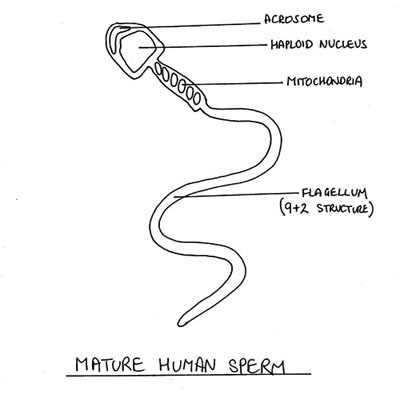 ACROSOME
HAPLOID NUCLEUS
MITOCHONDRIA
FLAGELLUM
(9+2 STRUCTURE)
MATURE HUMAN SPERM